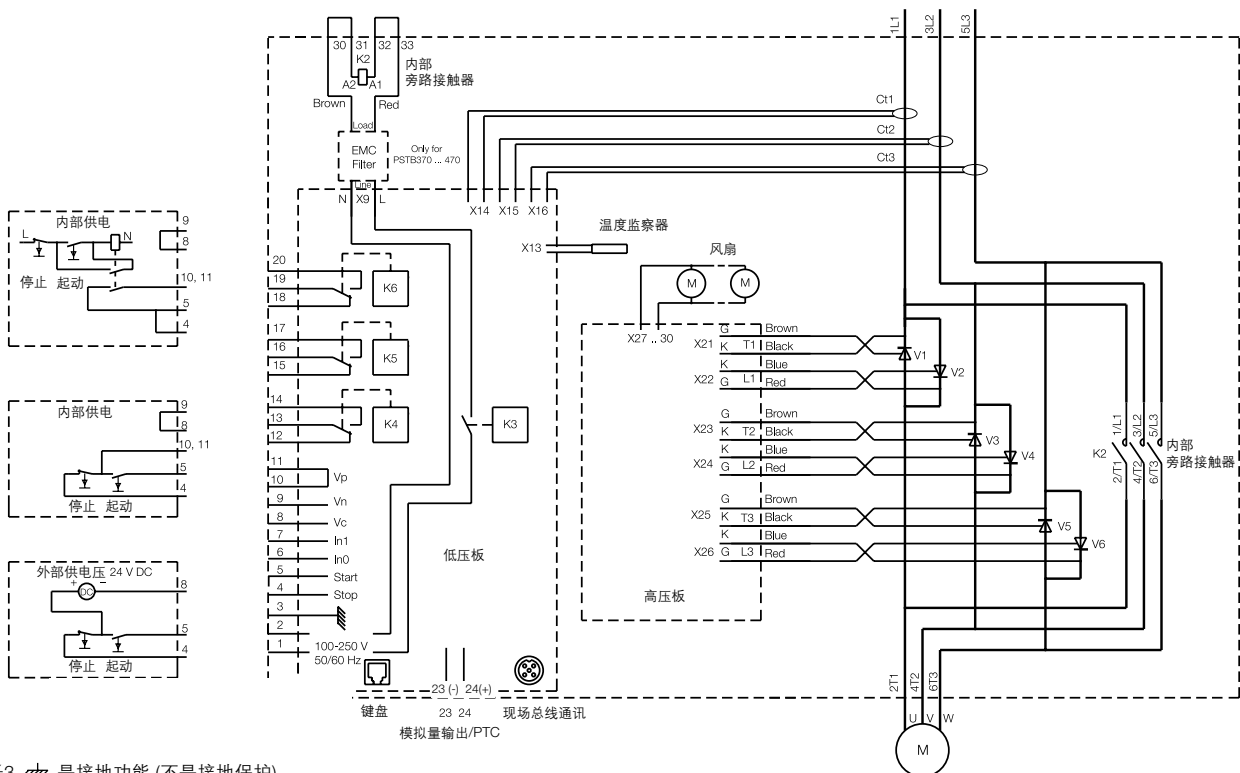 1L1
3L2
5L3
30 31 32 33
K2
A2 A1
内部
旁路接触器
Brown Red
Load
EMC
Filter
Only for
PSTB370 ... 470
Line
N X9 L
Ct1
Ct2
Ct3
X14 X15 X16
X13
温度监察器
风扇
M M
X27 .. 30
内部供电
L N
停止 起动
9
8
10, 11
5
4
内部供电
停止 起动
9
8
10, 11
5
4
外部供电压 24 V DC
+ −
DC
停止 起动
8
5
4
20
19
18
K6
17
16
15
K5
14
13
12
K4
K3
11
10
Vp
9 Vn
8 Vc
7 In1
6 In0
5 Start
4 Stop
3
2
1
100-250 V
50/60 Hz
低压板
键盘
23 (-) 24(+)
23 24
模拟量输出/PTC
现场总线通讯
X21 G Brown
K T1 Black
X22 K Blue
G L1 Red
X23 G Brown
K T2 Black
X24 K Blue
G L2 Red
X25 G Brown
K T3 Black
X26 K Blue
G L3 Red
高压板
V1
V2
V3
V4
V5
V6
K2
1/L1 3/L2 5/L3
2/T1 4/T2 6/T3
内部
旁路接触器
2T1
4T2
6T3
U V W
M
是接地功能 (不是接地保护)